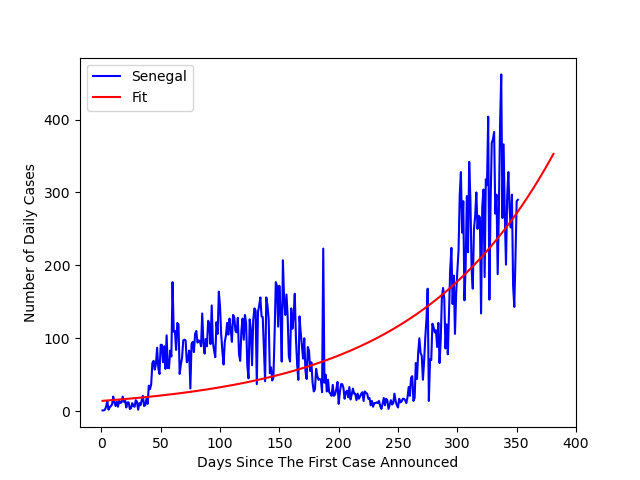 Senegal
Fit
Number of Daily Cases
400
300
200
100
0
0 50 100 150 200 250 300 350 400
Days Since The First Case Announced